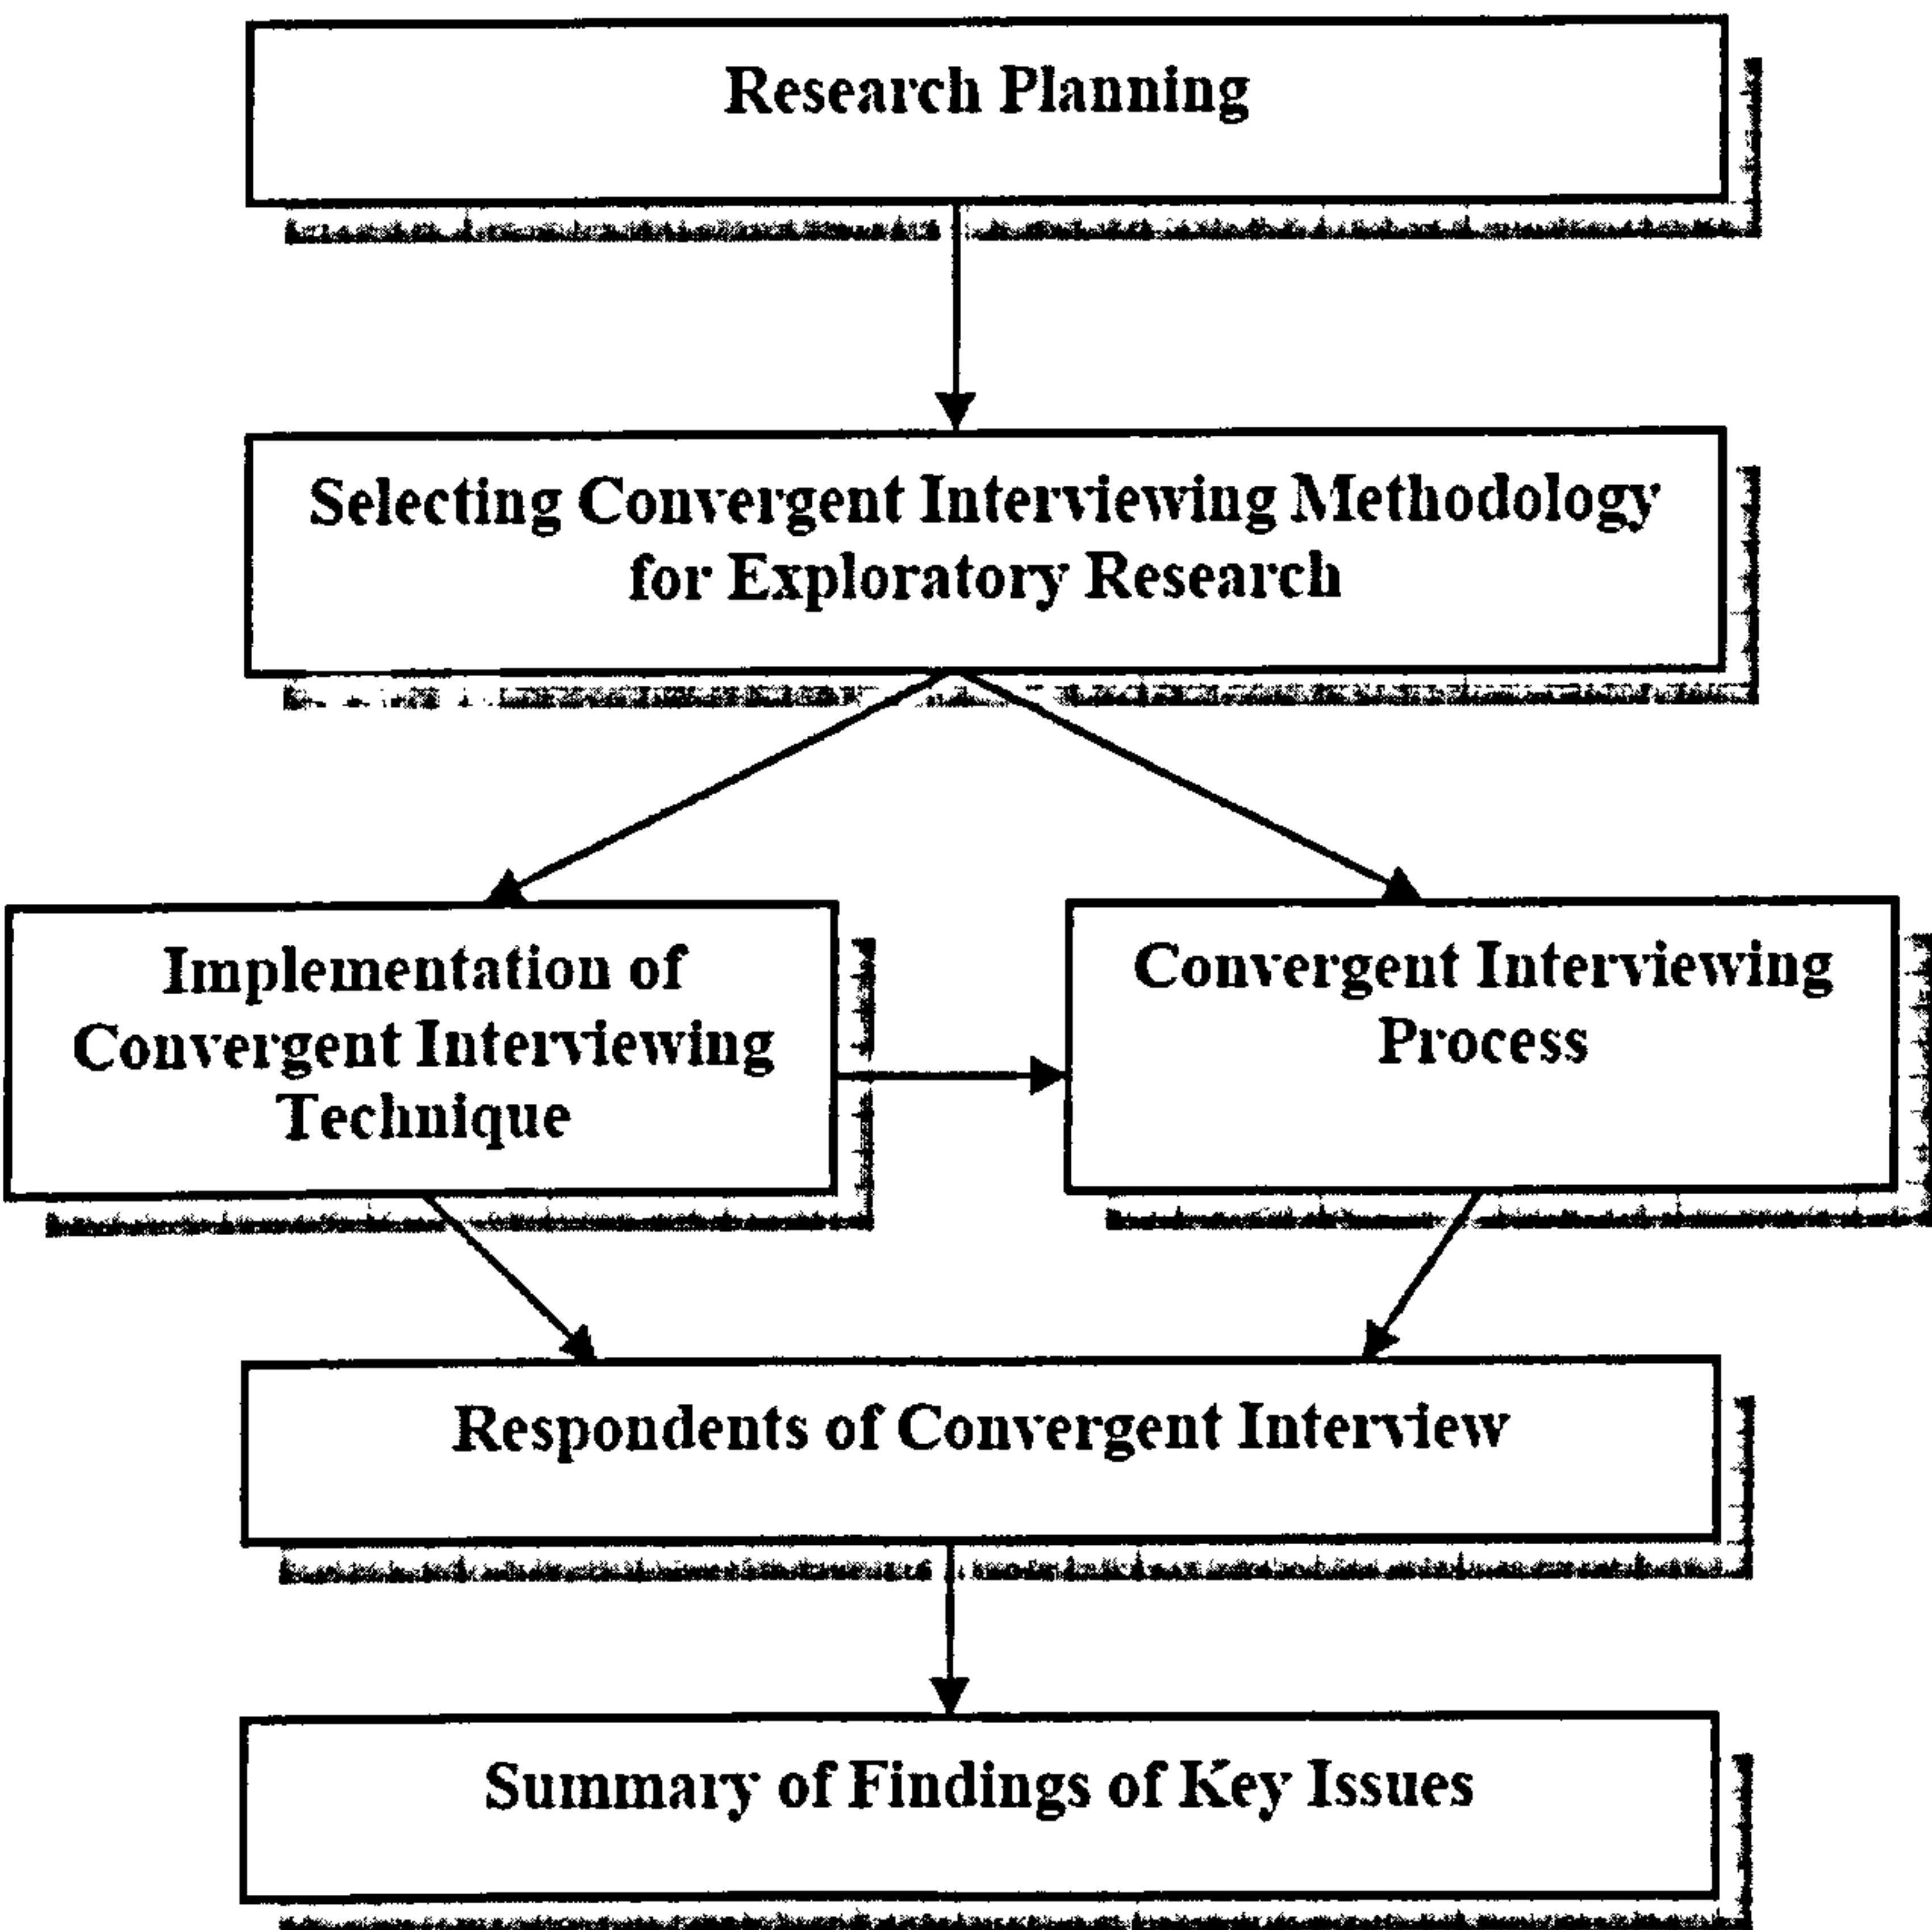 Research Planning
Selecting Convergent Interviewing Methodology
for Exploratory Research
Implementation of
Convergent Interviewing
Technique
Convergent Interviewing
Process
Respondents of Convergent Interview
Summary of Findings of Key Issues